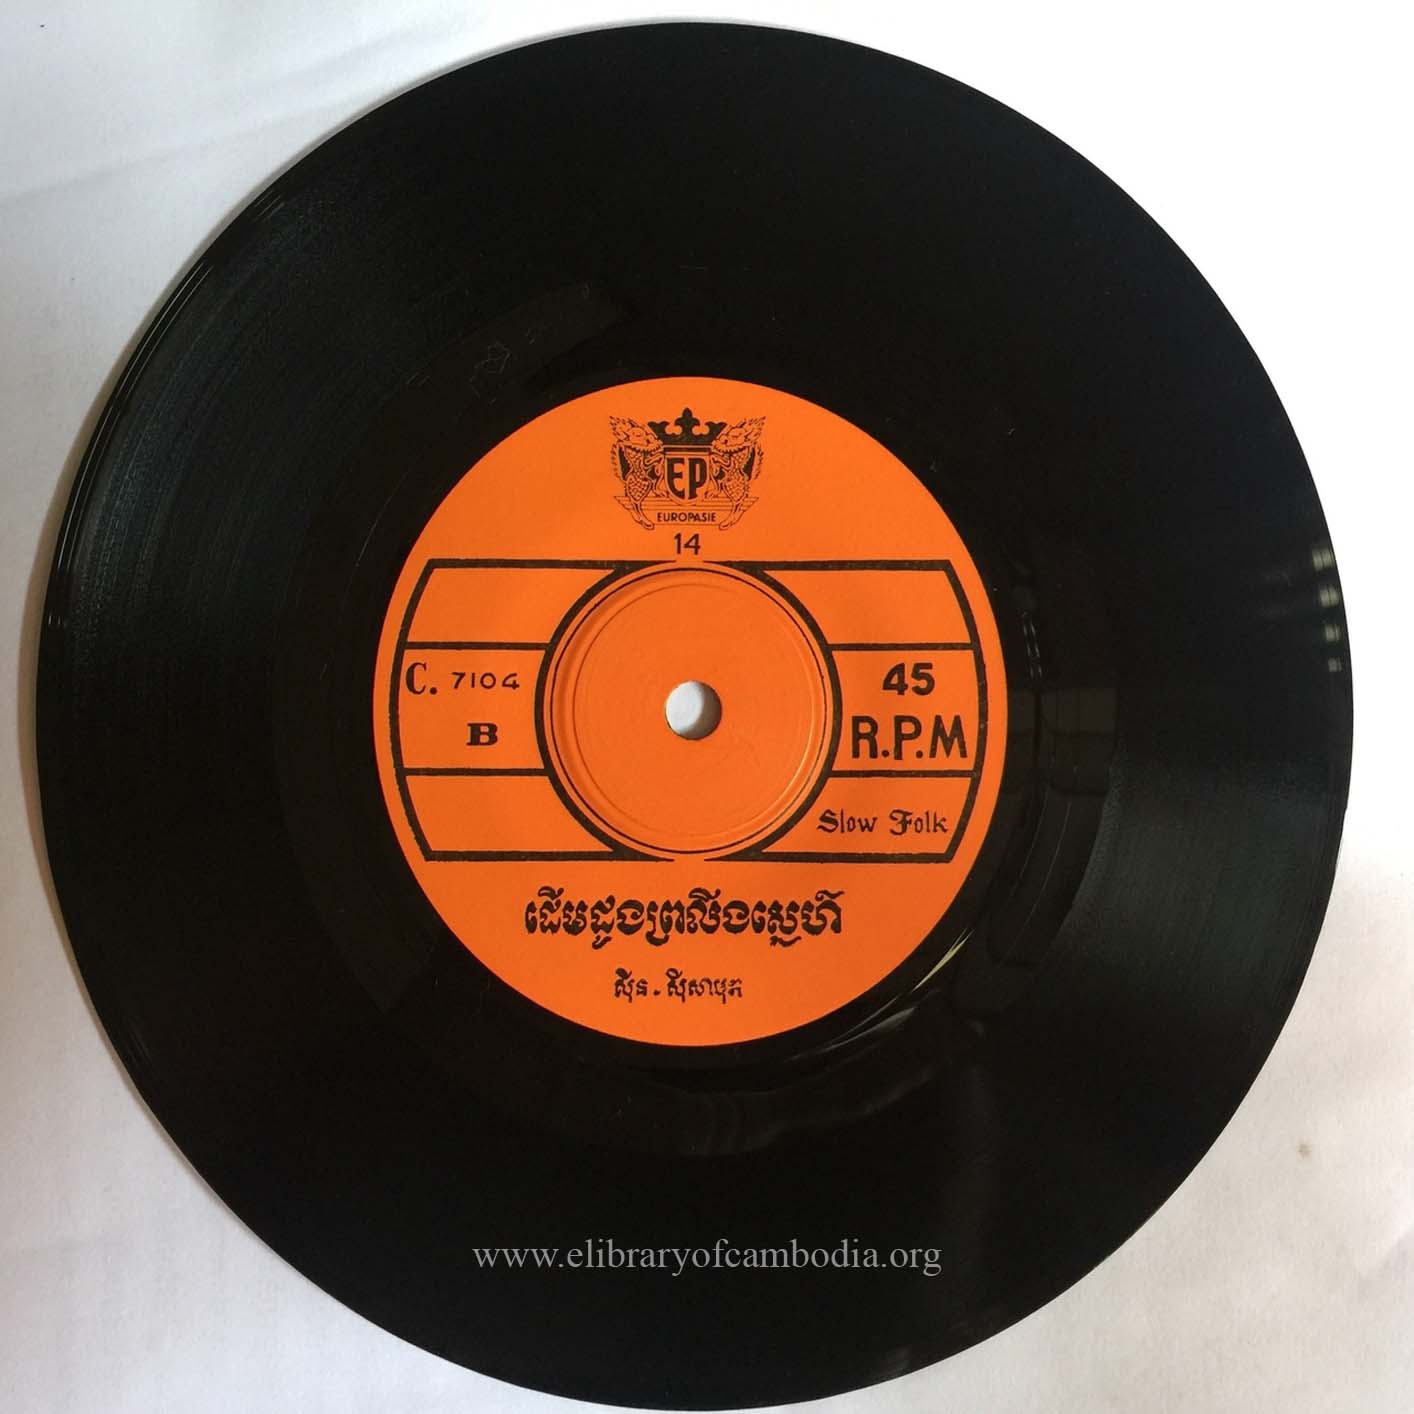 EP
EUROPASIE
14
C. 7104
B
45
R.P.M
Slow Folk
ដើមដូងព្រលឹងស្នេហ៍
ស៊ីន . ស៊ីសាមុត
www.elibraryofcambodia.org